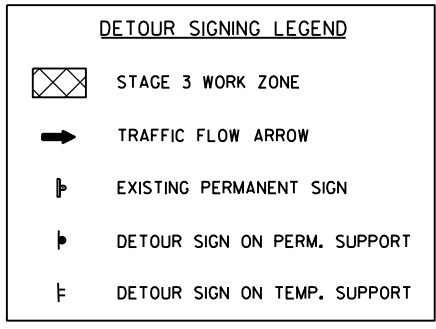 DETOUR SIGNING LEGEND
STAGE 3 WORK ZONE
TRAFFIC FLOW ARROW
EXISTING PERMANENT SIGN
DETOUR SIGN ON PERM. SUPPORT
DETOUR SIGN ON TEMP. SUPPORT